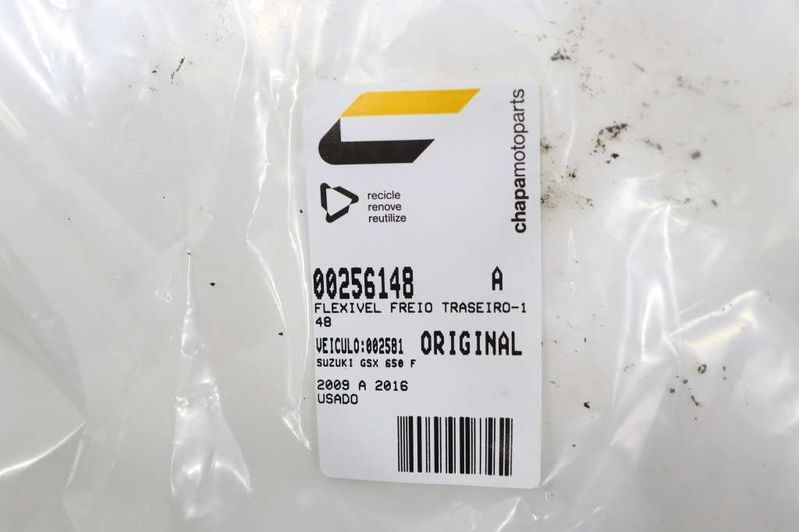 chapamotoparts
recicle
renove
reutilize
00256148 A
FLEXIVEL FREIO TRASEIRO-1
48
VEICULO:002581 ORIGINAL
SUZUKI GSX 650 F
2009 A 2016
USADO